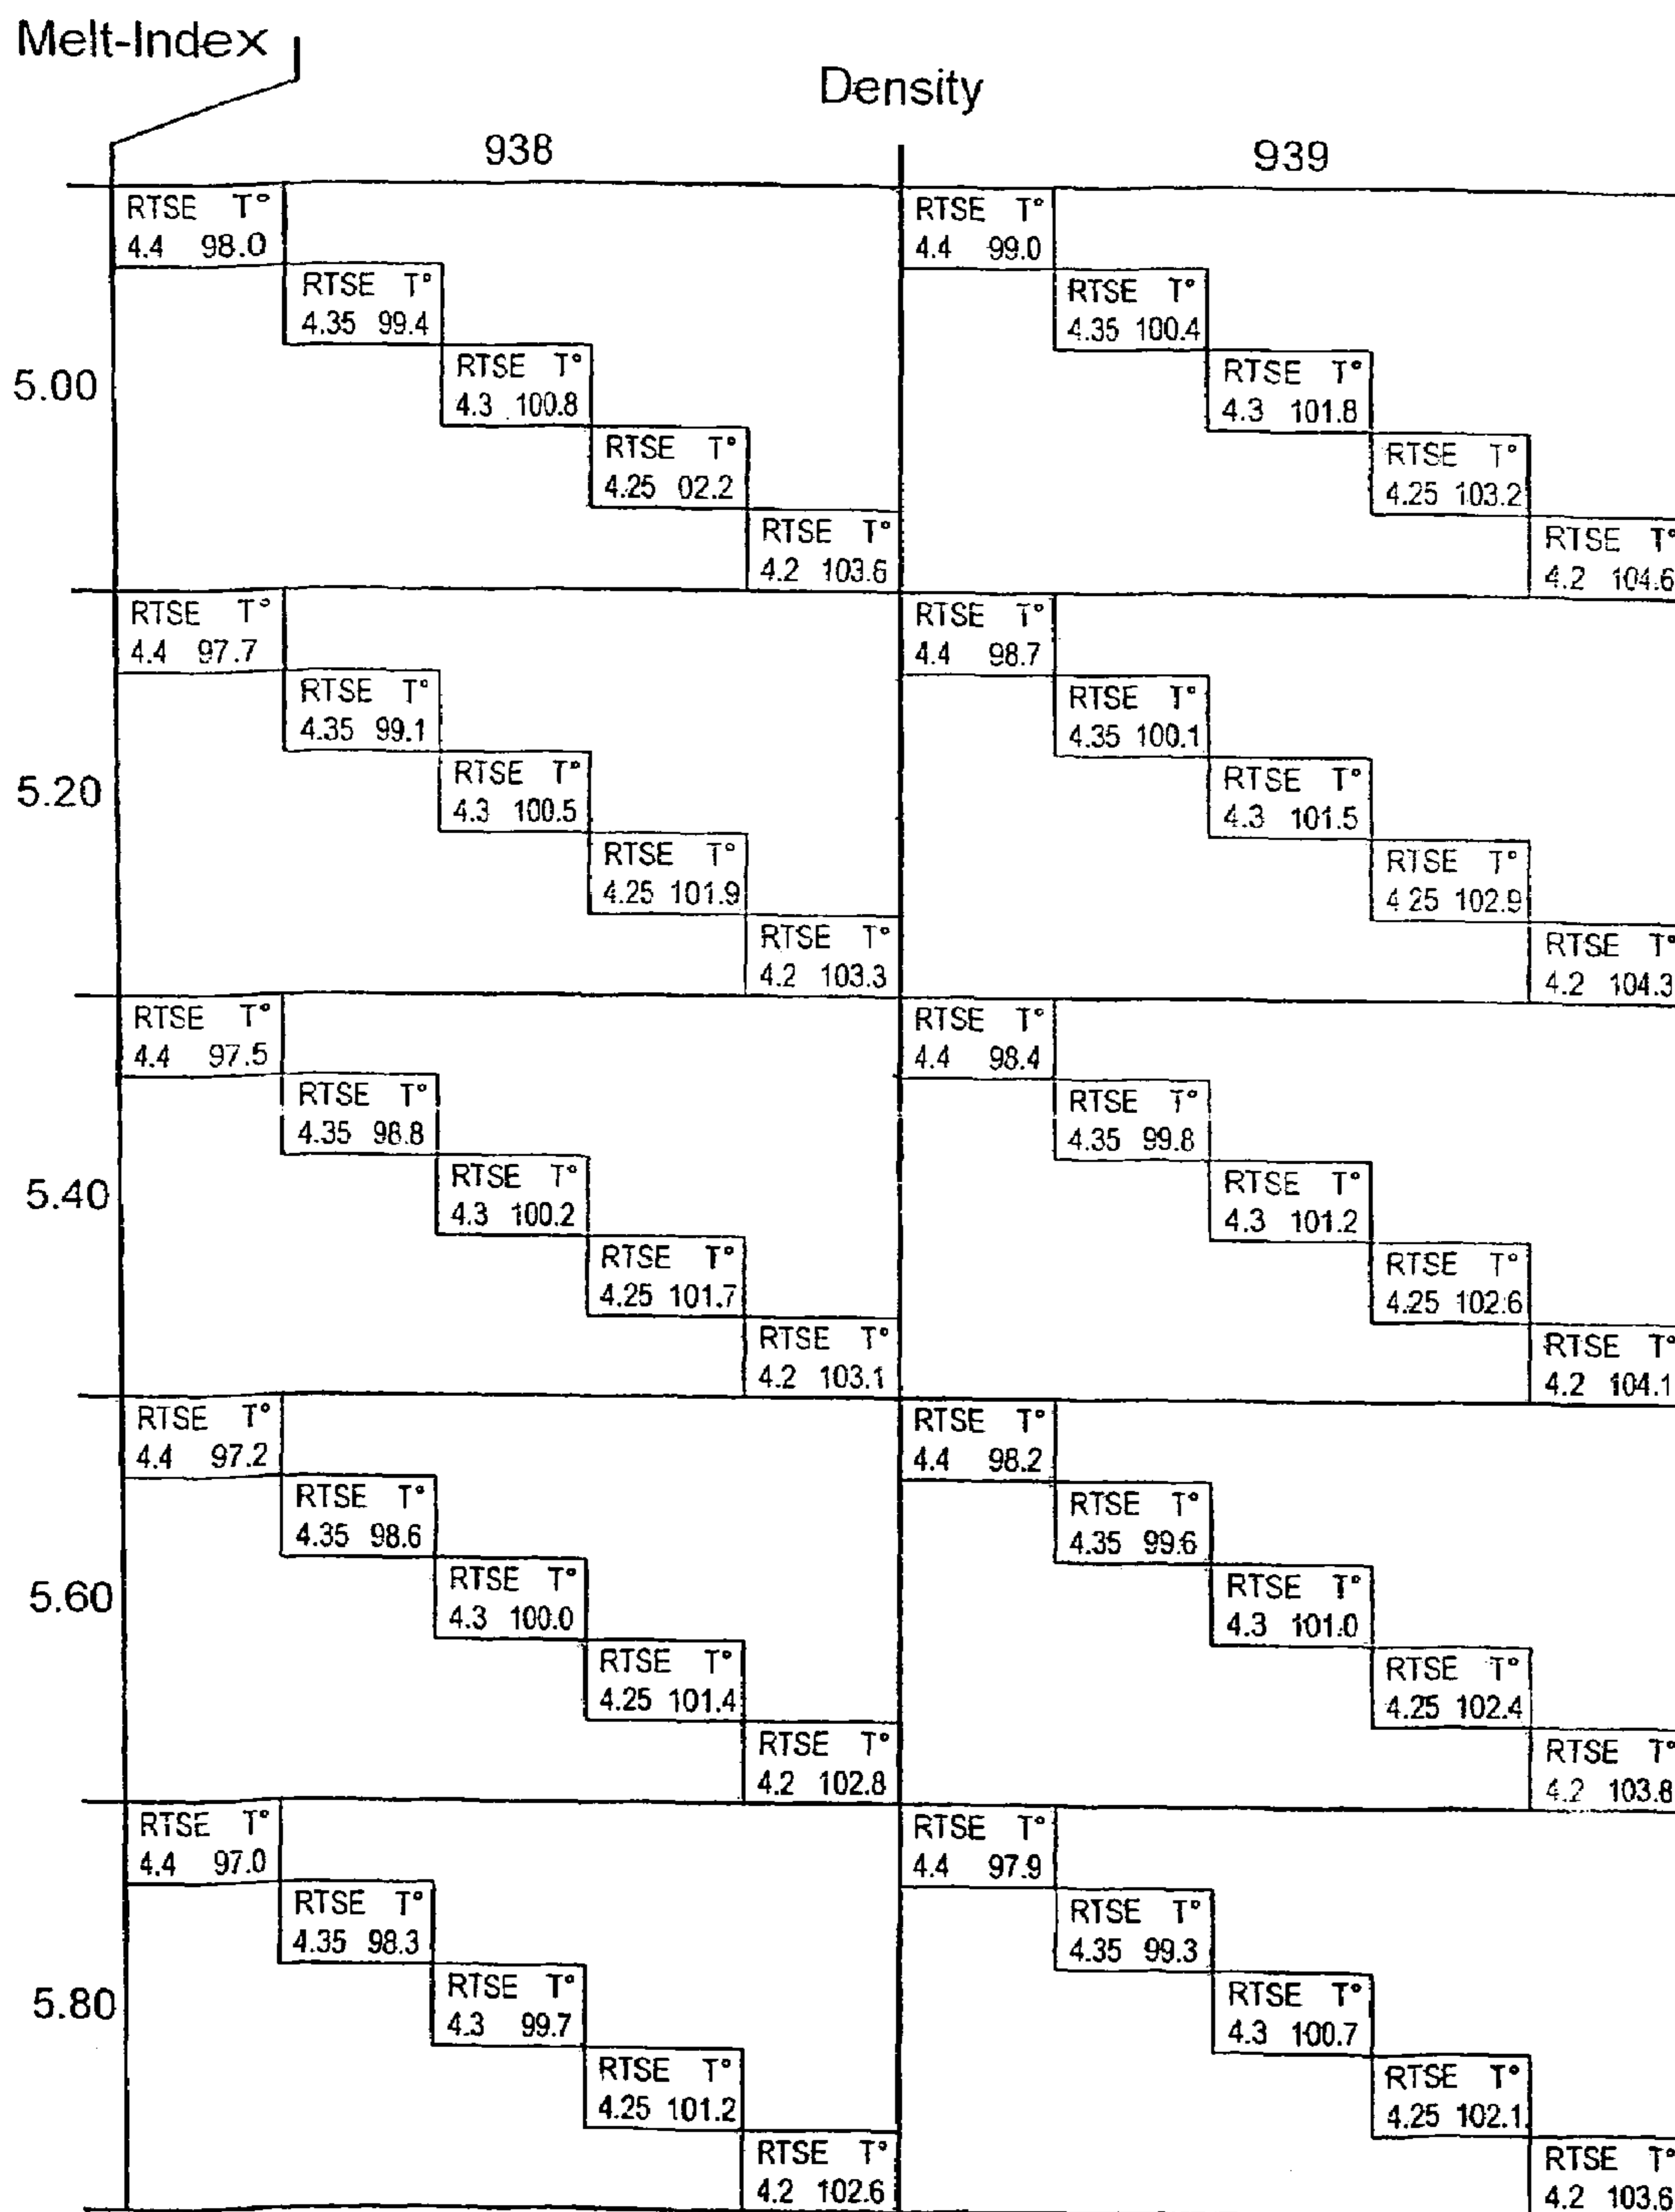 Melt-Index
Density
938 939
RTSE T° RTSE T°
4.4 98.0 4.4 99.0
RTSE T° RTSE T°
4.35 99.4 4.35 100.4
5.00
RTSE T° RTSE T°
4.3 100.8 4.3 101.8
RTSE T° RTSE T°
4.25 02.2 4.25 103.2
RTSE T° RTSE T°
4.2 103.6 4.2 104.6
RTSE T° RTSE T°
4.4 97.7 4.4 98.7
RTSE T° RTSE T°
4.35 99.1 4.35 100.1
5.20
RTSE T° RTSE T°
4.3 100.5 4.3 101.5
RTSE T° RTSE T°
4.25 101.9 4 25 102.9
RTSE T° RTSE T°
4.2 103.3 4.2 104.3
RTSE T° RTSE T°
4.4 97.5 4.4 98.4
RTSE T° RTSE T°
4.35 98.8 4.35 99.8
5.40
RTSE T° RTSE T°
4.3 100.2 4.3 101.2
RTSE T° RTSE T°
4.25 101.7 4.25 102.6
RTSE T° RTSE T°
4.2 103.1 4.2 104.1
RTSE T° RTSE T°
4.4 97.2 4.4 98.2
RTSE T° RTSE T°
4.35 98.6 4.35 99.6
5.60
RTSE T° RTSE T°
4.3 100.0 4.3 101.0
RTSE T° RTSE T°
4.25 101.4 4.25 102.4
RTSE T° RTSE T°
4.2 102.8 4.2 103.8
RTSE T° RTSE T°
4.4 97.0 4.4 97.9
RTSE T° RTSE T°
4.35 98.3 4.35 99.3
5.80
RTSE T° RTSE T°
4.3 99.7 4.3 100.7
RTSE T° RTSE T°
4.25 101.2 4.25 102.1
RTSE T° RTSE T°
4.2 102.6 4.2